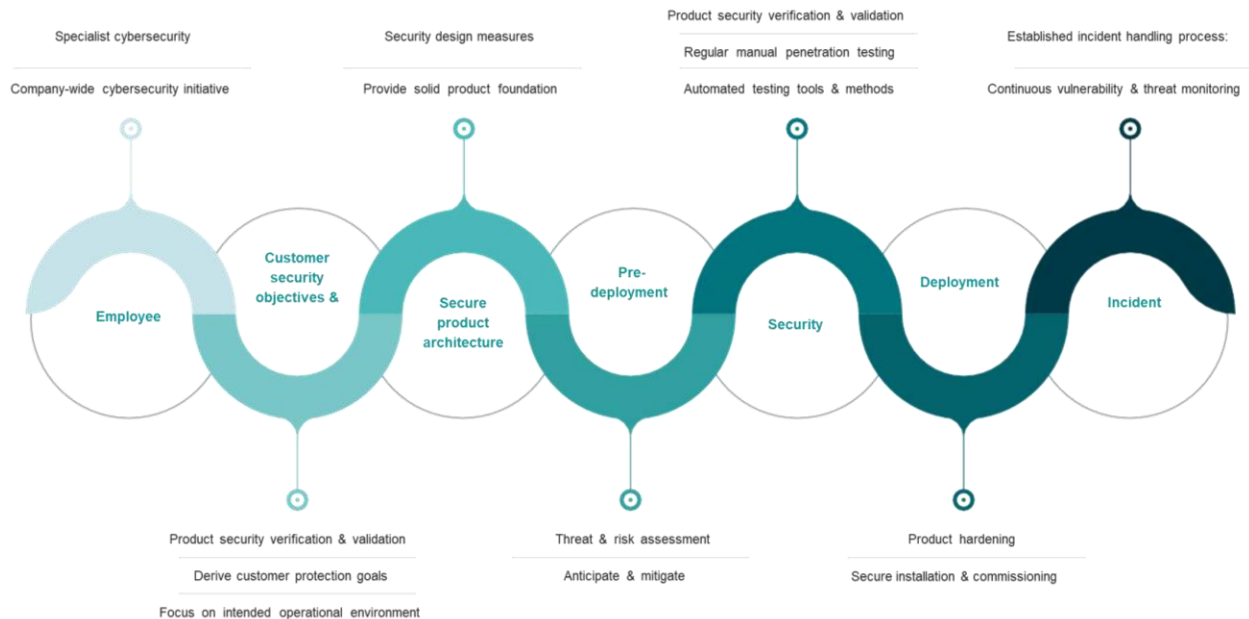 Specialist cybersecurity
Company-wide cybersecurity initiative
Security design measures
Provide solid product foundation
Product security verification & validation
Regular manual penetration testing
Automated testing tools & methods
Established incident handling process:
Continuous vulnerability & threat monitoring
Employee
Customer
security
objectives &
Secure
product
architecture
Pre-
deployment
Security
Deployment
Incident
Product security verification & validation
Derive customer protection goals
Focus on intended operational environment
Threat & risk assessment
Anticipate & mitigate
Product hardening
Secure installation & commissioning